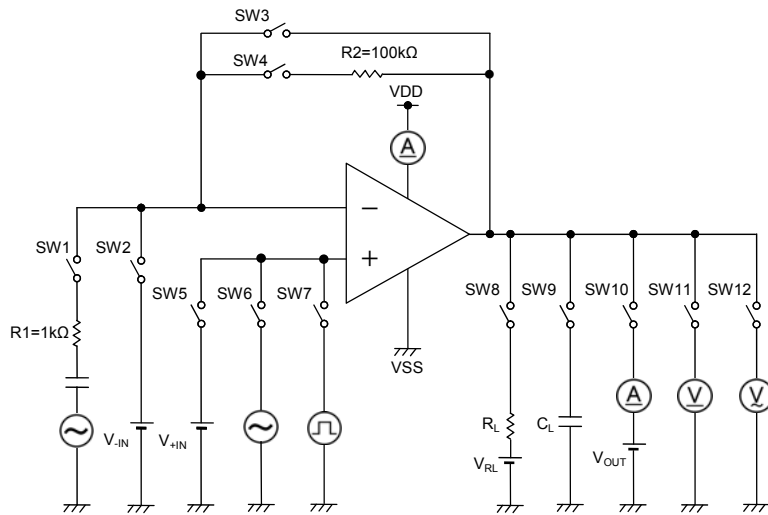 SW3
SW4
R2=100kΩ
VDD
A
SW1
SW2
−
+
SW5
SW6
SW7
SW8
SW9
SW10
SW11
SW12
R1=1kΩ
VSS
A
V
V
~
V-IN
V+IN
~
RL
CL
VRL
VOUT